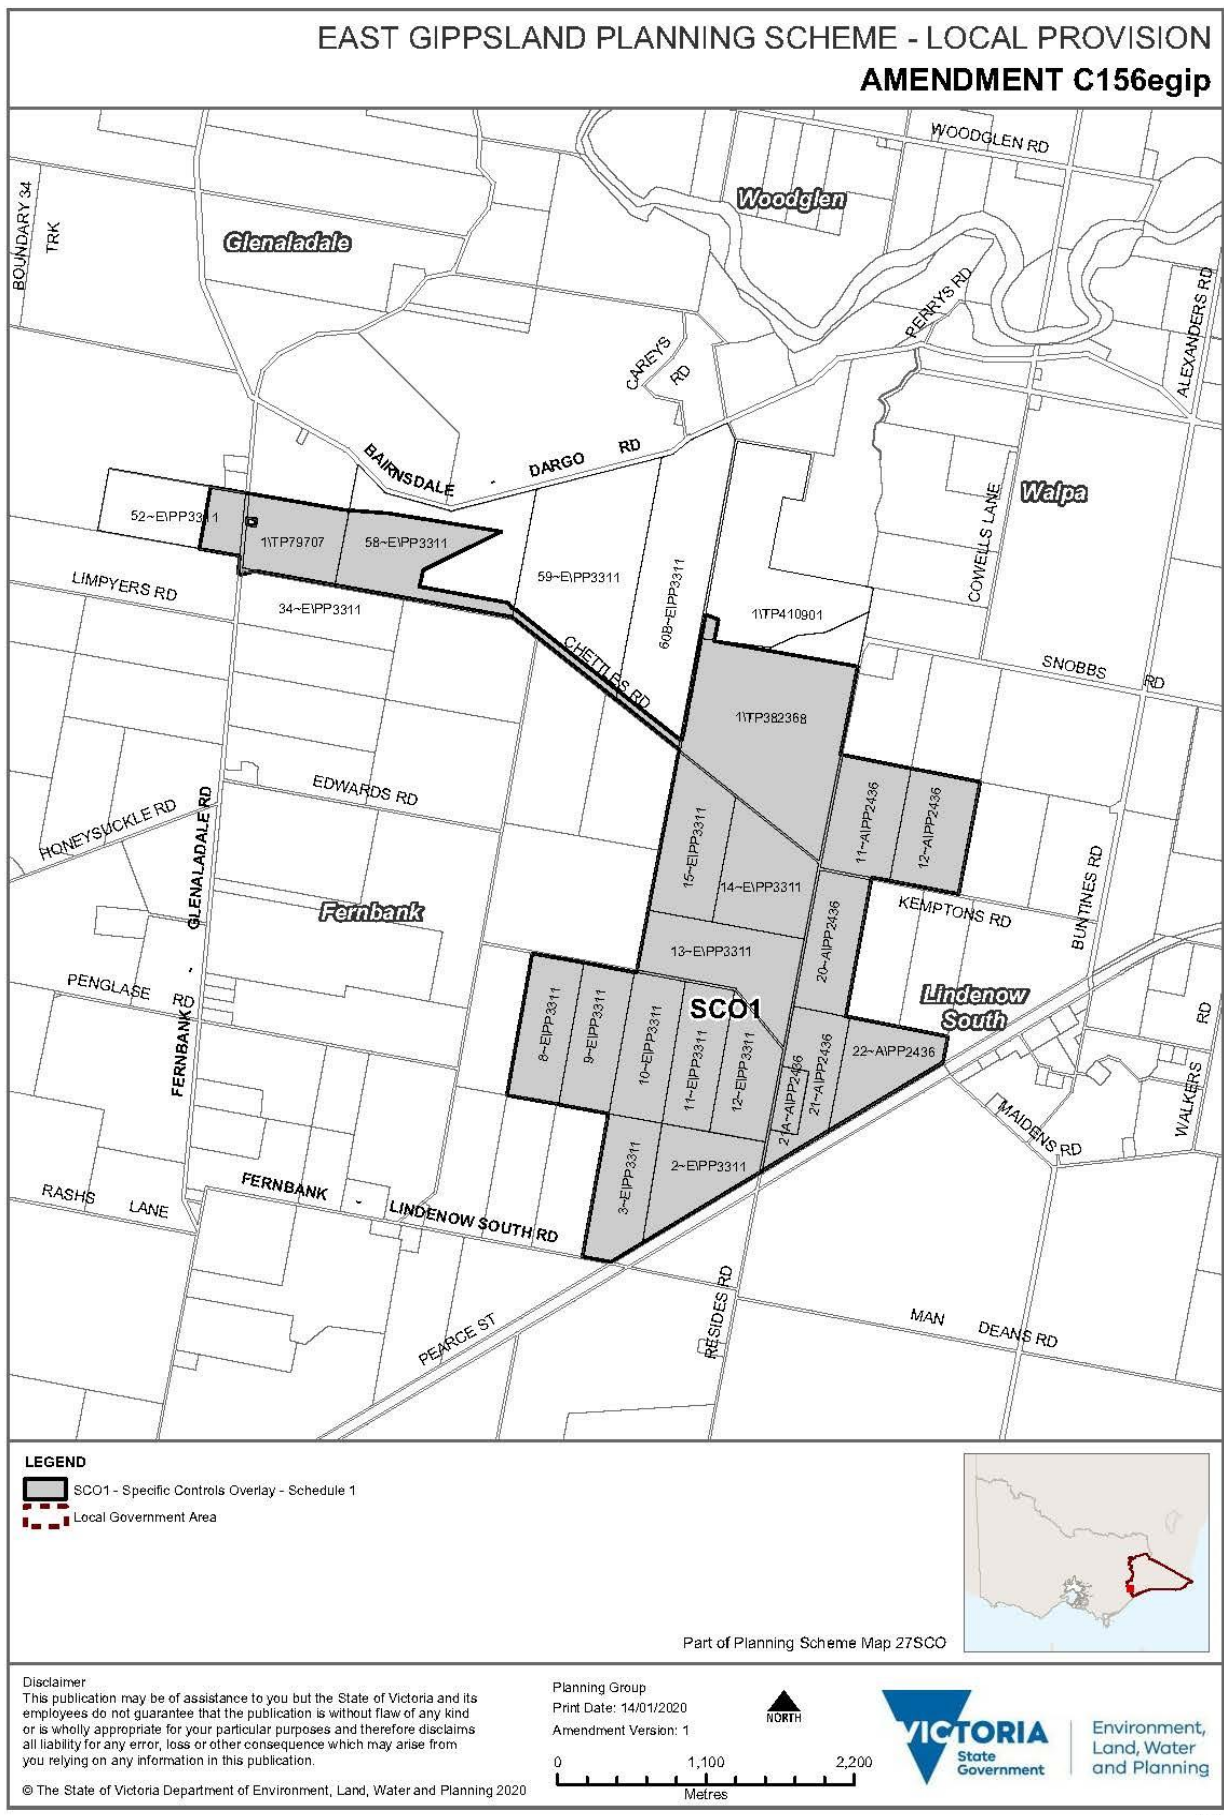 EAST GIPPSLAND PLANNING SCHEME - LOCAL PROVISION
AMENDMENT C156egip
WOODGLEN RD
BOUNDARY 34
TRK
Woodglen
Glenaladale
PERRYS RD
ALEXANDERS RD
CAREYS
RD
BAIRNSDALE
-
DARGO
RD
Walpa
COWELLS LANE
52~E\PP3311
1\TP79707
58~E\PP3311
59~E\PP3311
60B~E\PP3311
1\TP410901
LIMPYERS RD
34~E\PP3311
CHETTLES RD
SNOBBS
RD
1\TP382368
EDWARDS RD
HONEYSUCKLE RD
GLENALADALE RD
-
FERNBANK
15~E\PP3311
14~E\PP3311
11~A\PP2436
12~A\PP2436
KEMPTONS RD
BUNTINES RD
Fernbank
13~E\PP3311
20~A\PP2436
PENGLASE
RD
8~E\PP3311
9~E\PP3311
10~E\PP3311
SCO1
11~E\PP3311
12~E\PP3311
Lindenow
South
RD
WALKERS
22~A\PP2436
21A~A\PP2436
21~A\PP2436
MAIDENS RD
3~E\PP3311
2~E\PP3311
RASHS
LANE
FERNBANK
-
LINDENOW SOUTH RD
PEARCE ST
RESIDES RD
MAN
DEANS RD
LEGEND
SCO1 - Specific Controls Overlay - Schedule 1
Local Government Area
Part of Planning Scheme Map 27SCO
Disclaimer
This publication may be of assistance to you but the State of Victoria and its
employees do not guarantee that the publication is without flaw of any kind
or is wholly appropriate for your particular purposes and therefore disclaims
all liability for any error, loss or other consequence which may arise from
you relying on any information in this publication.
© The State of Victoria Department of Environment, Land, Water and Planning 2020
Planning Group
Print Date: 14/01/2020
Amendment Version: 1
NORTH
0
1,100
2,200
Metres
VICTORIA
State
Government
Environment,
Land, Water
and Planning